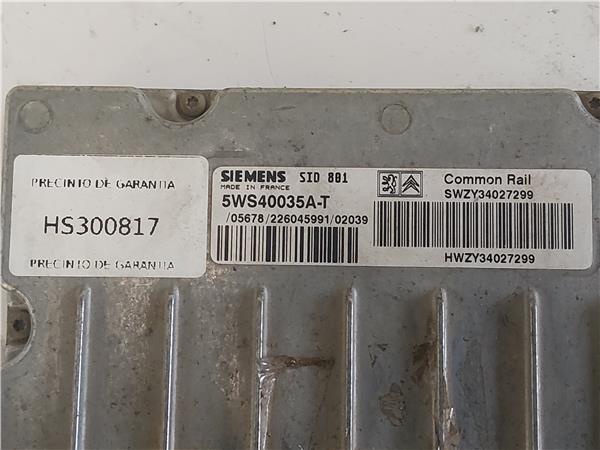 PRECINTO DE GARANTIA
HS300817
PRECINTO DE GARANTIA
SIEMENS SID 801
MADE IN FRANCE
5WS40035A-T
/05678/226045991/02039
Common Rail
SWZY34027299
HWZY34027299